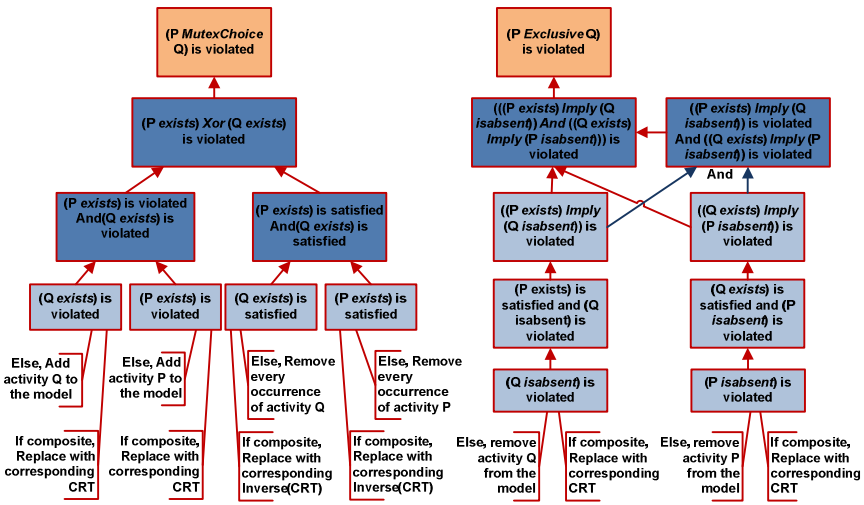 (P MutexChoice
Q) is violated
(P exists) Xor (Q exists)
is violated
(P exists) is violated
And(Q exists) is
violated
(P exists) is satisfied
And(Q exists) is
satisfied
(Q exists) is
violated
(P exists) is
violated
(Q exists) is
satisfied
(P exists) is
satisfied
Else, Add
activity Q to
the model
Else, Add
activity P to
the model
Else, Remove
every
occurrence
of activity Q
Else, Remove
every
occurrence
of activity P
If composite,
Replace with
corresponding
CRT
If composite,
Replace with
corresponding
CRT
If composite,
Replace with
corresponding
Inverse(CRT)
If composite,
Replace with
corresponding
Inverse(CRT)
(P Exclusive Q)
is violated
(((P exists) Imply (Q
isabsent)) And ((Q exists)
Imply (P isabsent))) is
violated
((P exists) Imply (Q
isabsent)) is violated
And ((Q exists) Imply (P
isabsent)) is violated
And
((P exists) Imply
(Q isabsent)) is
violated
((Q exists) Imply
(P isabsent)) is
violated
(P exists) is
satisfied and (Q
isabsent) is
violated
(Q exists) is
satisfied and (P
isabsent) is
violated
(Q isabsent) is
violated
(P isabsent) is
violated
Else, remove
activity Q
from the
model
If composite,
Replace with
corresponding
CRT
Else, remove
activity P
from the
model
If composite,
Replace with
corresponding
CRT